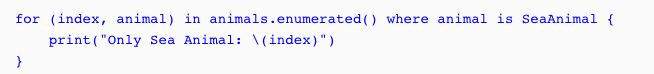 for (index, animal) in animals.enumerated() where animal is SeaAnimal {
    print("Only Sea Animal: \(index)")
}